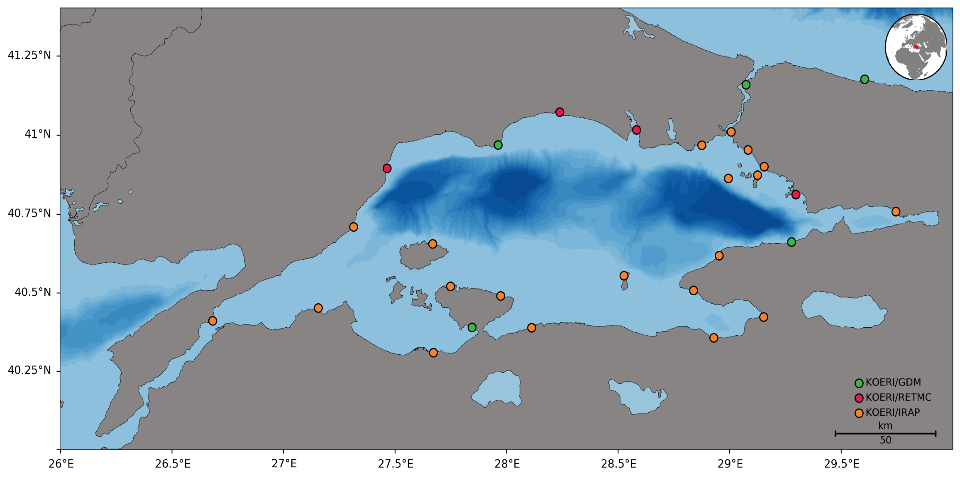 41.25°N
41°N
40.75°N
40.5°N
40.25°N
KOERI/GDM
KOERI/RETMC
KOERI/IRAP
km
50
26°E
26.5°E
27°E
27.5°E
28°E
28.5°E
29°E
29.5°E